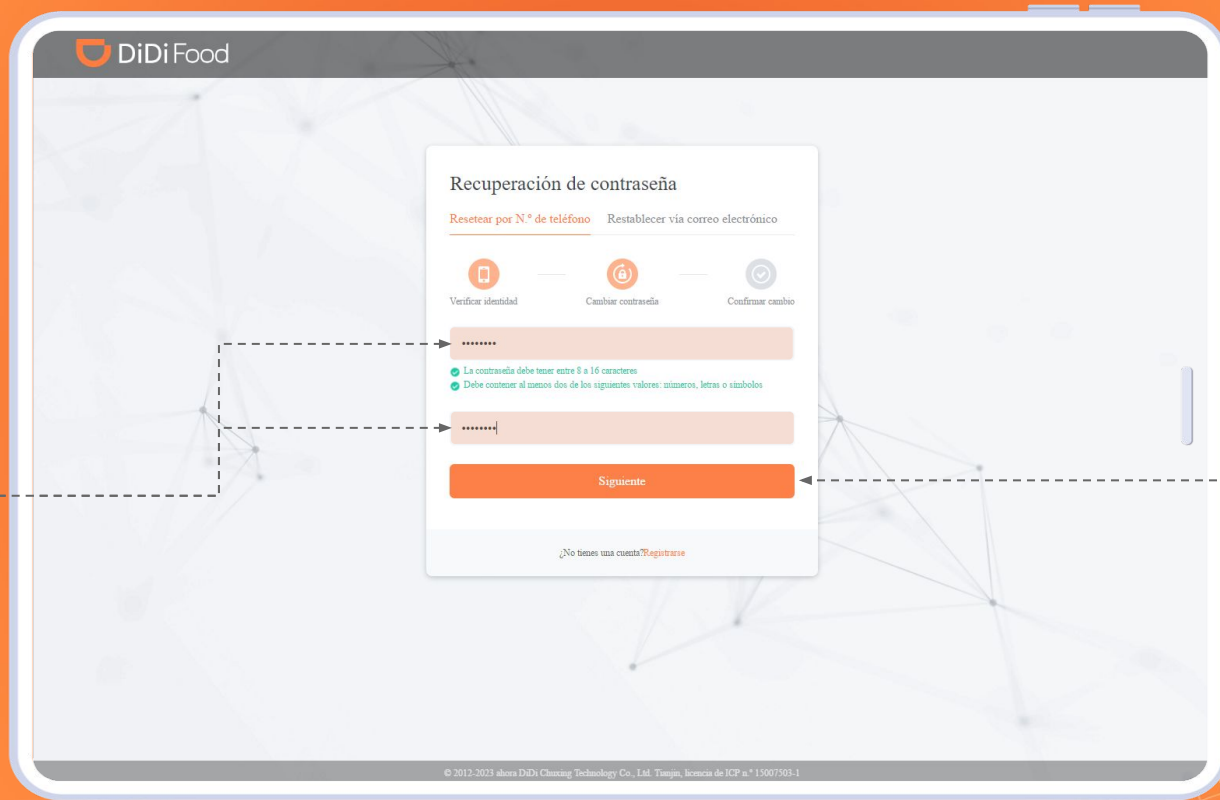 DiDi Food
Recuperación de contraseña
Resetear por N.º de teléfono Restablecer vía correo electrónico
Verificar identidad Cambiar contraseña Confirmar cambio
••••••••
La contraseña debe tener entre 8 a 16 caracteres
Debe contener al menos dos de los siguientes valores: números, letras o símbolos
••••••••
Siguiente
¿No tienes una cuenta?Registrarse
© 2012-2023 ahora DiDi Chuxing Technology Co., Ltd. Tianjin, licencia de ICP n.º 15007503-1